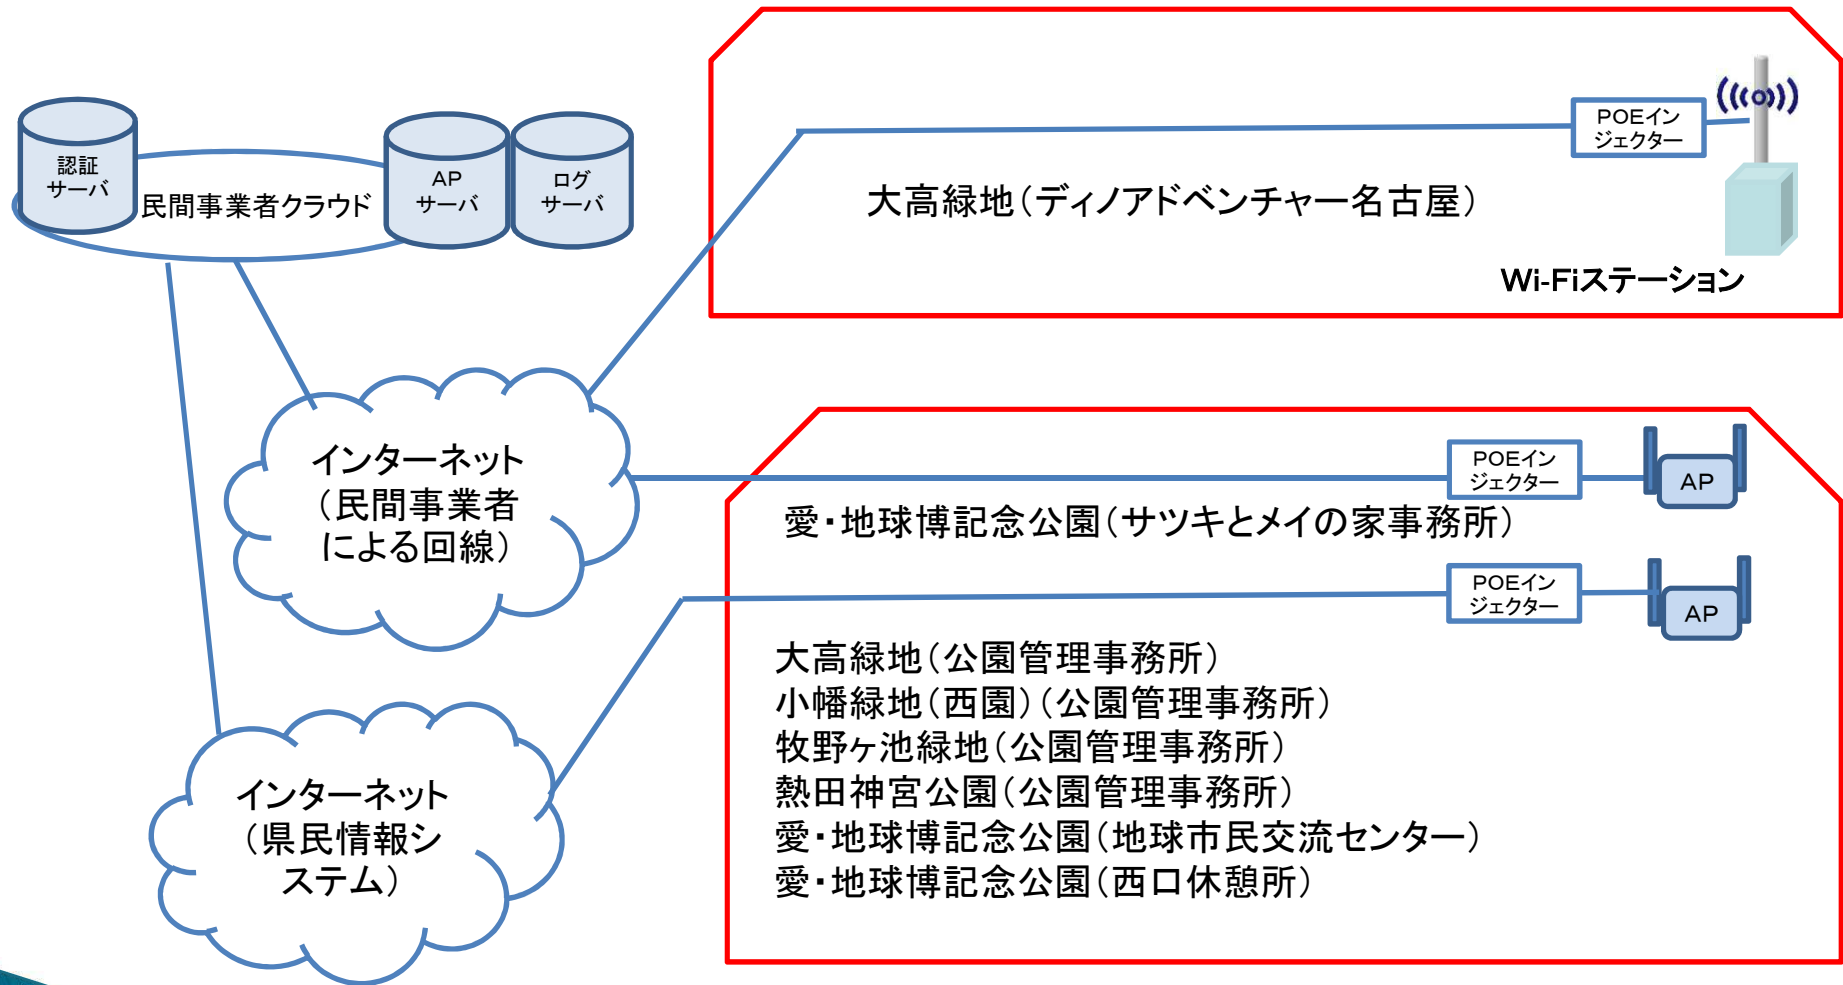 認証
サーバ
民間事業者クラウド
AP
サーバ
ログ
サーバ
POEイン
ジェクター
大高緑地(ディノアドベンチャー名古屋)
Wi-Fiステーション
インターネット
(民間事業者
による回線)
POEイン
ジェクター
AP
愛・地球博記念公園(サツキとメイの家事務所)
POEイン
ジェクター
AP
大高緑地(公園管理事務所)
小幡緑地(西園)(公園管理事務所)
牧野ヶ池緑地(公園管理事務所)
熱田神宮公園(公園管理事務所)
愛・地球博記念公園(地球市民交流センター)
愛・地球博記念公園(西口休憩所)
インターネット
(県民情報シ
ステム)